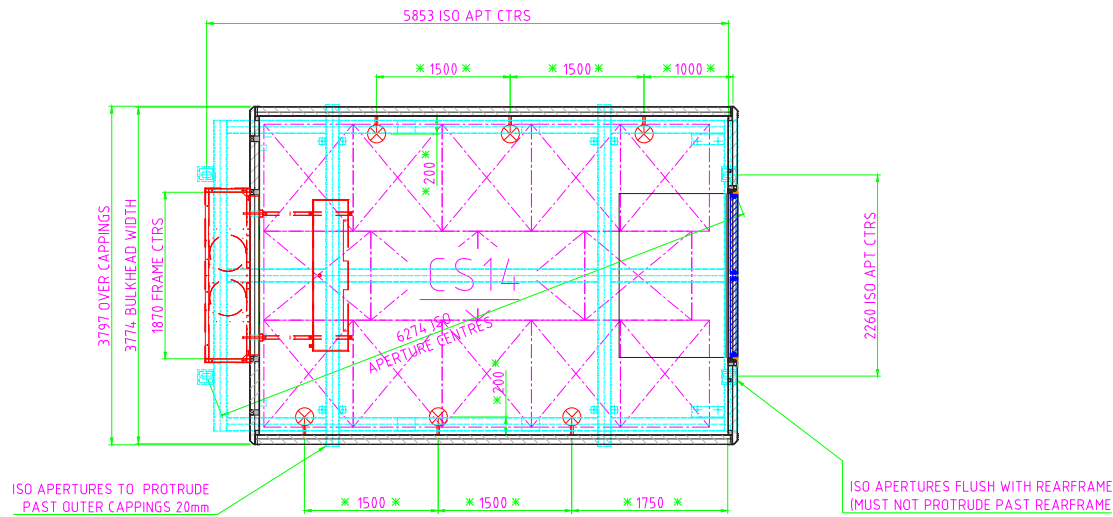 5853 ISO APT CTRS
* 1500 *
* 1500 *
* 1000 *
* 200 *
3797 OVER CAPPINGS
3774 BULKHEAD WIDTH
1870 FRAME CTRS
2260 ISO APT CTRS
CS14
6274 ISO
APERTURE CENTRES
* 200 *
ISO APERTURES TO PROTRUDE
PAST OUTER CAPPINGS 20mm
* 1500 *
* 1500 *
* 1750 *
ISO APERTURES FLUSH WITH REARFRAME
(MUST NOT PROTRUDE PAST REARFRAME